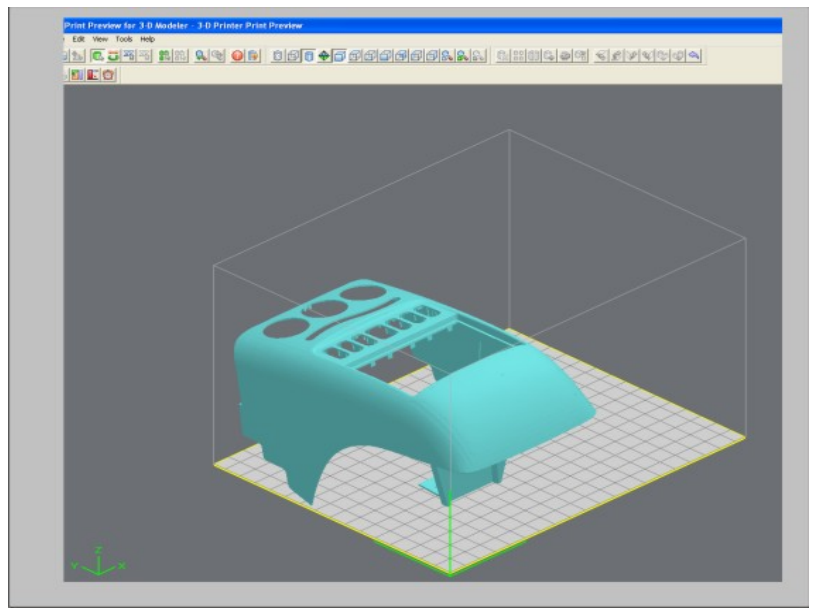 Print Preview for 3-D Modeler - 3-D Printer Print Preview
Edit View Tools Help
Z
Y X